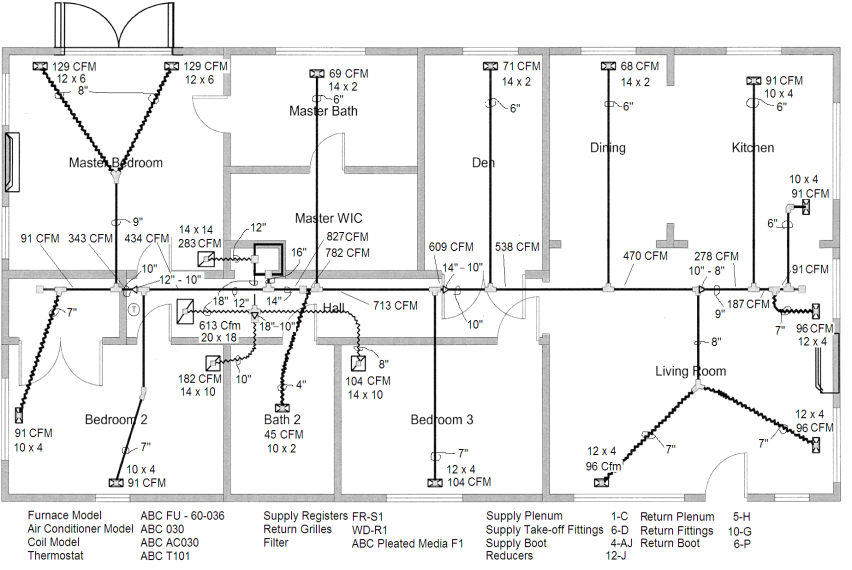 129 CFM
12 x 6
8"
129 CFM
12 x 6
69 CFM
14 x 2
6"
71 CFM
14 x 2
6"
68 CFM
14 x 2
6"
91 CFM
10 x 4
6"
Master Bath
Master Bedroom
Den
Dining
Kitchen
10 x 4
91 CFM
6"
9"
14 x 14
283 CFM
12"
Master WIC
827CFM
782 CFM
91 CFM
343 CFM
434 CFM
16"
609 CFM
538 CFM
470 CFM
278 CFM
91 CFM
10"
12" - 10"
14" - 10"
10" - 8"
187 CFM
9"
18"
12"
14"
Hall
713 CFM
10"
T
7"
613 Cfm
20 x 18
18"-10"
7"
96 CFM
12 x 4
182 CFM
14 x 10
10"
8"
104 CFM
14 x 10
8"
4"
Living Room
91 CFM
10 x 4
Bedroom 2
7"
Bath 2
45 CFM
10 x 2
Bedroom 3
7"
12 x 4
96 CFM
7"
10 x 4
91 CFM
12 x 4
104 CFM
12 x 4
96 Cfm
7"
Furnace Model ABC FU - 60-036
Air Conditioner Model ABC 030
Coil Model ABC AC030
Thermostat ABC T101
Supply Registers FR-S1
Return Grilles WD-R1
Filter ABC Pleated Media F1
Supply Plenum 1-C
Supply Take-off Fittings 6-D
Supply Boot 4-AJ
Reducers 12-J
Return Plenum 5-H
Return Fittings 10-G
Return Boot 6-P